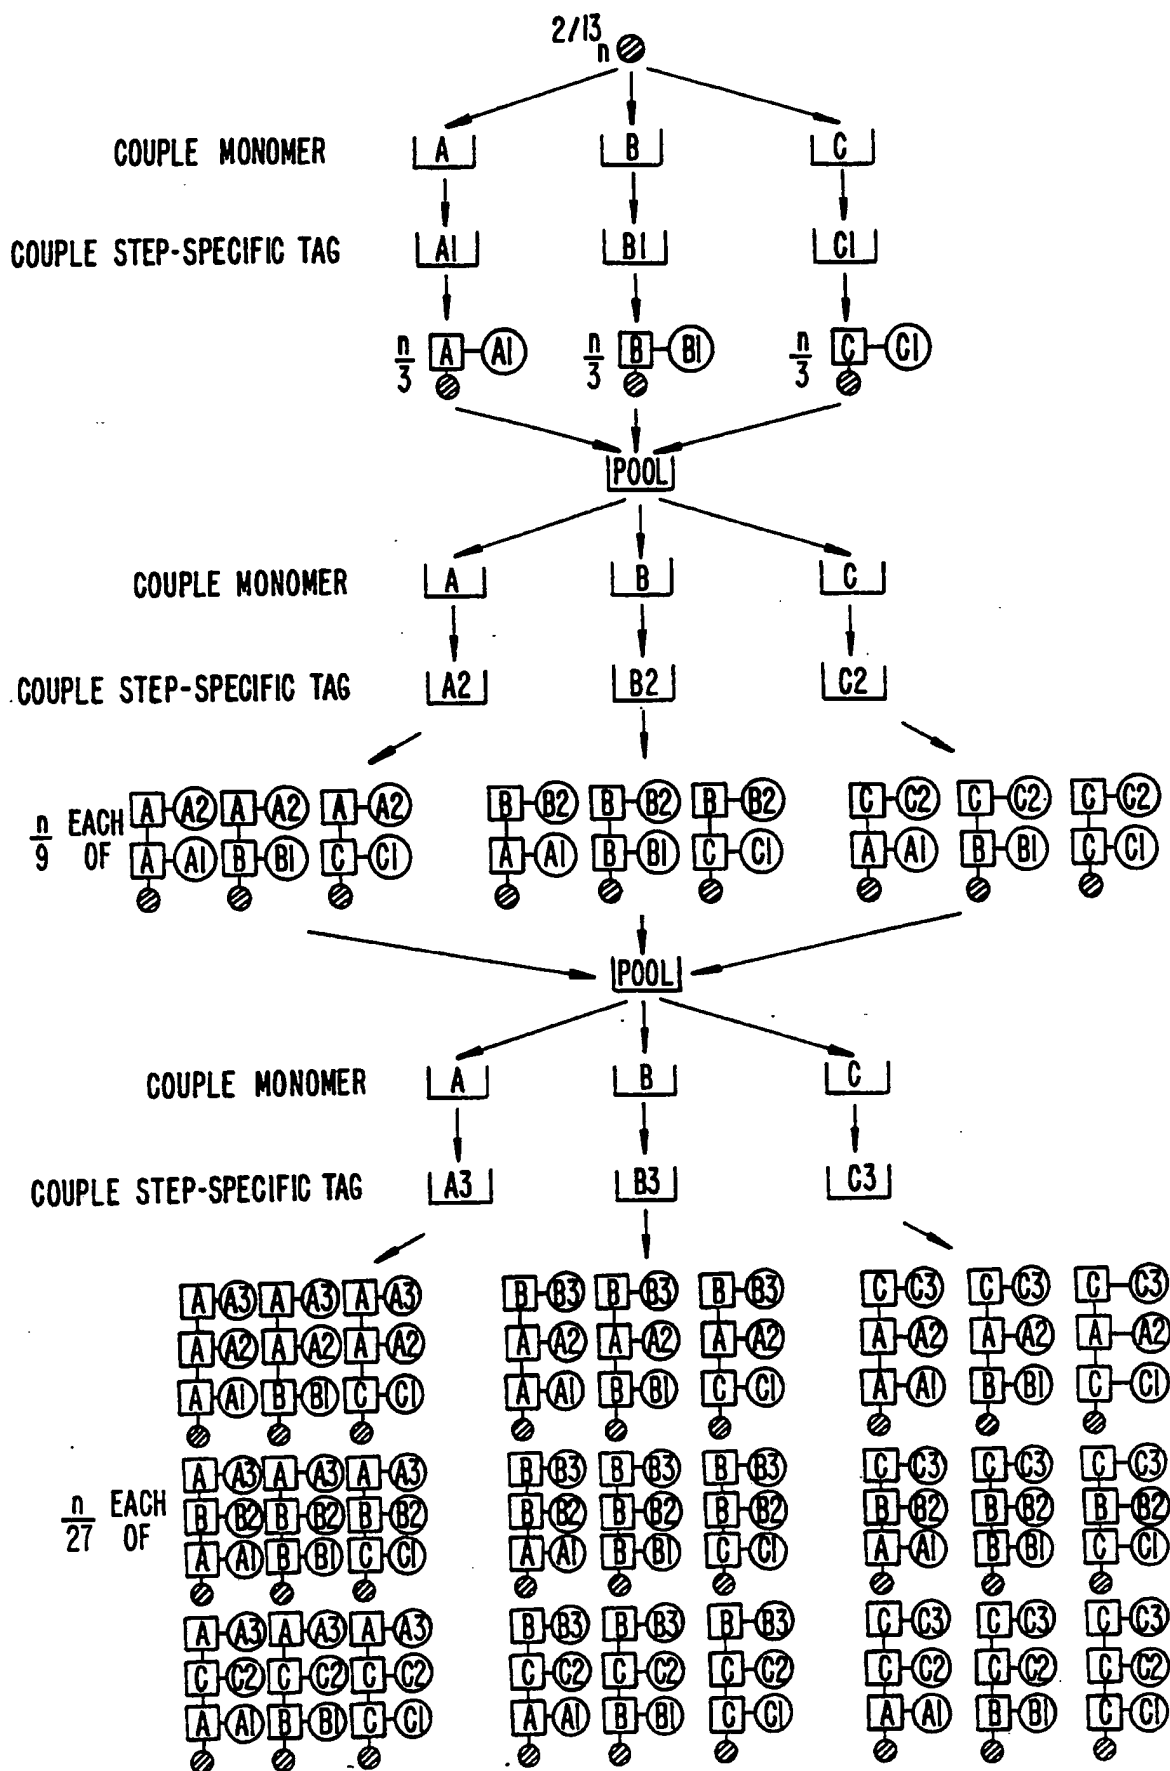 2/13
n
COUPLE MONOMER A B C
COUPLE STEP-SPECIFIC TAG A1 B1 C1
n/3 A A1 n/3 B B1 n/3 C C1
POOL
COUPLE MONOMER A B C
COUPLE STEP-SPECIFIC TAG A2 B2 C2
n/9 EACH OF
A A2 A A2 A A2 B B2 B B2 B B2 C C2 C C2 C C2
A A1 B B1 C C1 A A1 B B1 C C1 A A1 B B1 C C1
POOL
COUPLE MONOMER A B C
COUPLE STEP-SPECIFIC TAG A3 B3 C3
A A3 A A3 A A3 B B3 B B3 B B3 C C3 C C3 C C3
A A2 A A2 A A2 A A2 A A2 A A2 A A2 A A2 A A2
A A1 B B1 C C1 A A1 B B1 C C1 A A1 B B1 C C1
n/27 EACH OF
A A3 A A3 A A3 B B3 B B3 B B3 C C3 C C3 C C3
B B2 B B2 B B2 B B2 B B2 B B2 B B2 B B2 B B2
A A1 B B1 C C1 A A1 B B1 C C1 A A1 B B1 C C1
A A3 A A3 A A3 B B3 B B3 B B3 C C3 C C3 C C3
C C2 C C2 C C2 C C2 C C2 C C2 C C2 C C2 C C2
A A1 B B1 C C1 A A1 B B1 C C1 A A1 B B1 C C1